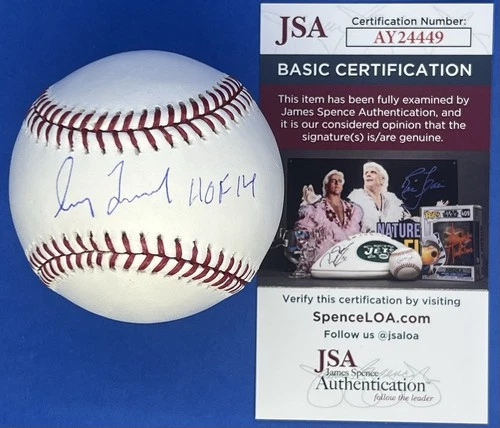 HOF 14
JSA
Certification Number:
AY24449
BASIC CERTIFICATION
This item has been fully examined by
James Spence Authentication, and
it is our considered opinion that the
signature(s) is/are genuine.
NATURE
JETS
Verify this certification by visiting
SpenceLOA.com
Follow us @jsaloa
JSA
James Spence
Authentication
follow the leader